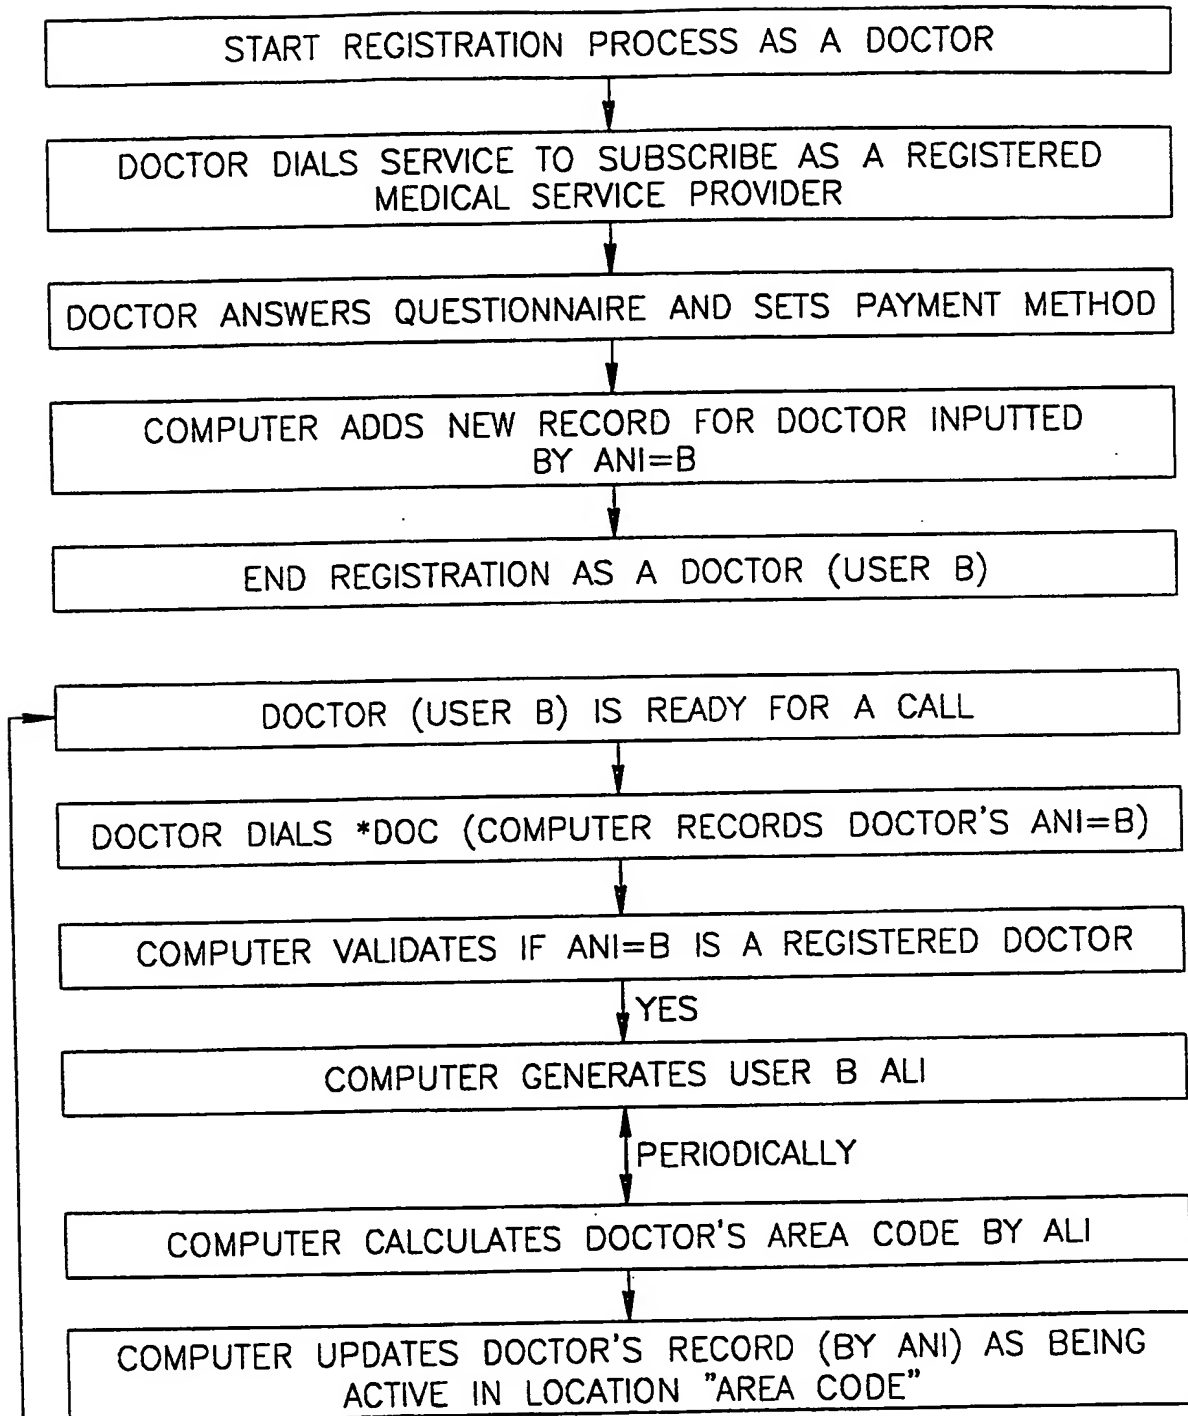 START REGISTRATION PROCESS AS A DOCTOR
DOCTOR DIALS SERVICE TO SUBSCRIBE AS A REGISTERED
MEDICAL SERVICE PROVIDER
DOCTOR ANSWERS QUESTIONNAIRE AND SETS PAYMENT METHOD
COMPUTER ADDS NEW RECORD FOR DOCTOR INPUTTED
BY ANI=B
END REGISTRATION AS A DOCTOR (USER B)
DOCTOR (USER B) IS READY FOR A CALL
DOCTOR DIALS *DOC (COMPUTER RECORDS DOCTOR'S ANI=B)
COMPUTER VALIDATES IF ANI=B IS A REGISTERED DOCTOR
YES
COMPUTER GENERATES USER B ALI
PERIODICALLY
COMPUTER CALCULATES DOCTOR'S AREA CODE BY ALI
COMPUTER UPDATES DOCTOR'S RECORD (BY ANI) AS BEING
ACTIVE IN LOCATION "AREA CODE"